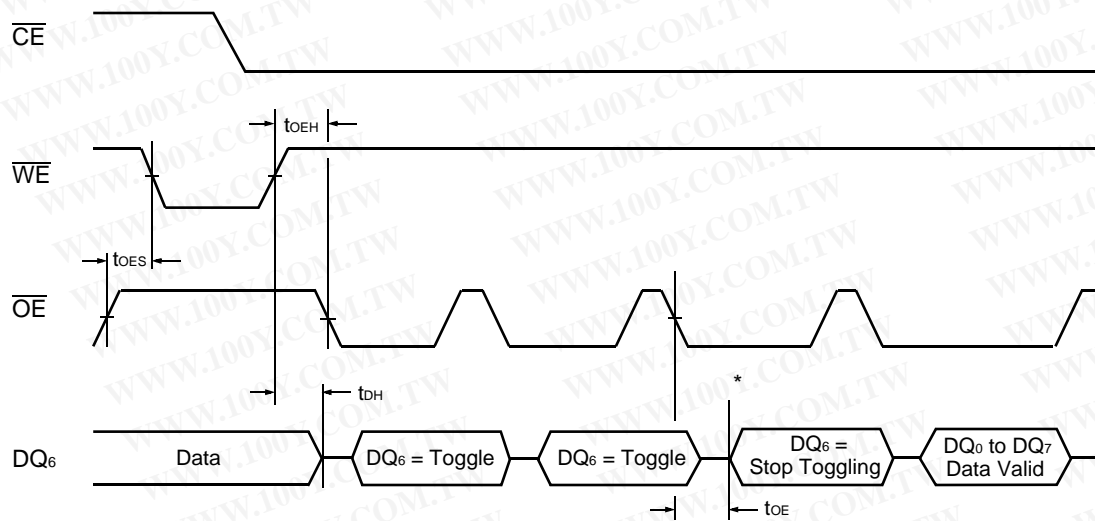 CE
tOEH
WE
tOES
OE
*
tDH
DQ6
Data
DQ6 = Toggle
DQ6 = Toggle
DQ6 =
Stop Toggling
DQ0 to DQ7
Data Valid
tOE
WWW.100Y.COM.TW